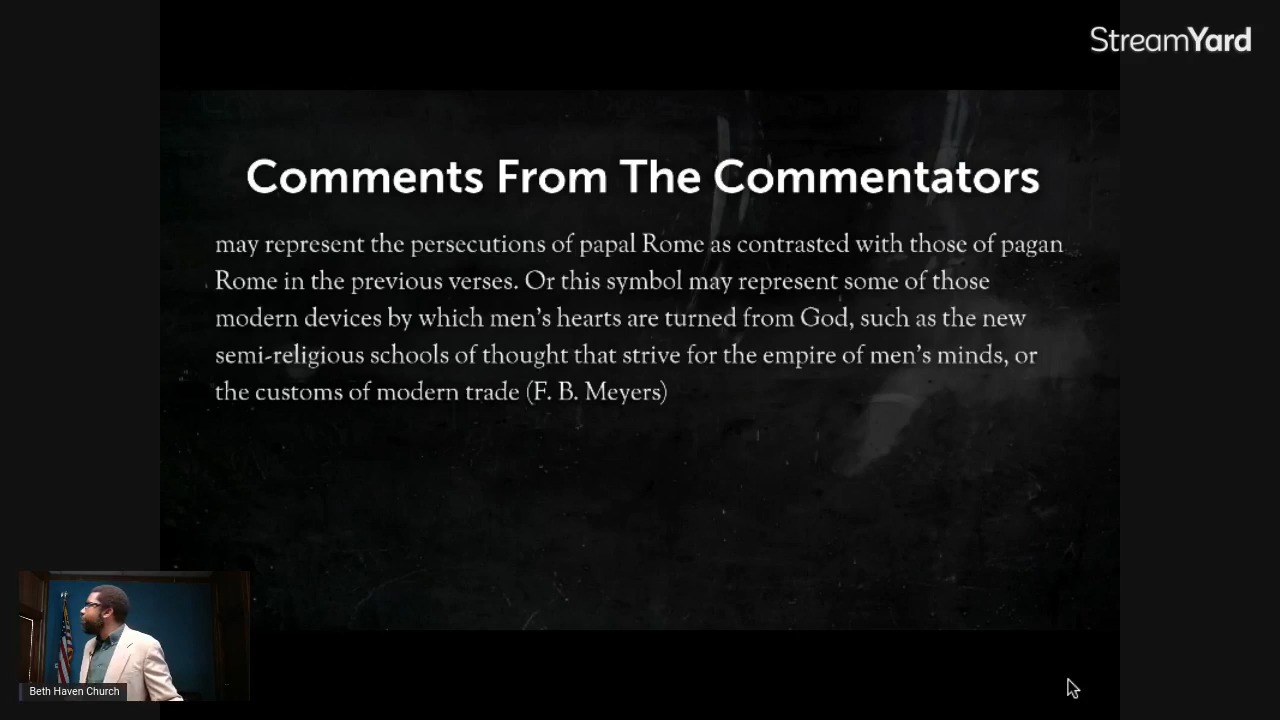 StreamYard
Comments From The Commentators
may represent the persecutions of papal Rome as contrasted with those of pagan
Rome in the previous verses. Or this symbol may represent some of those
modern devices by which men’s hearts are turned from God, such as the new
semi-religious schools of thought that strive for the empire of men’s minds, or
the customs of modern trade (F. B. Meyers)
Beth Haven Church